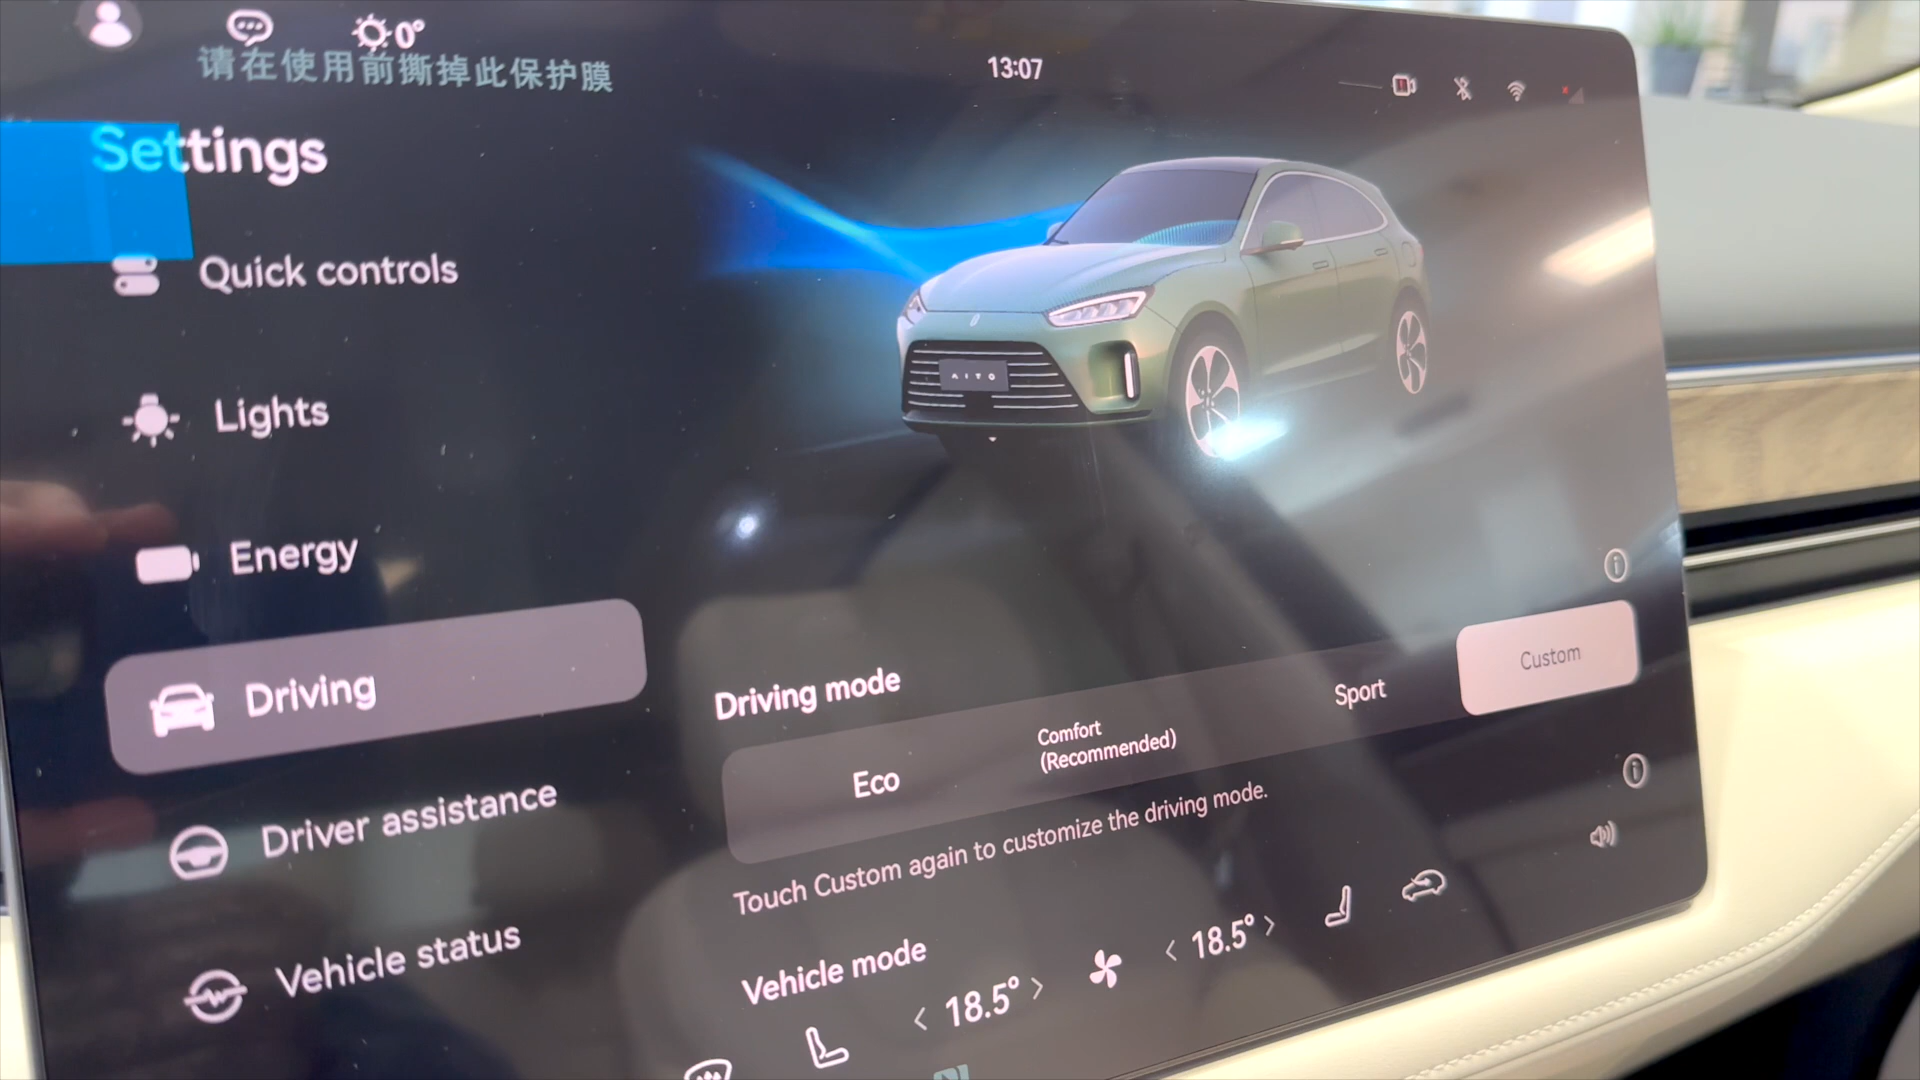 0°
请在使用前撕掉此保护膜
13:07
Settings
Quick controls
Lights
Energy
Driving
Driver assistance
Vehicle status
AITO
Driving mode
Eco
Comfort
(Recommended)
Sport
Custom
Touch Custom again to customize the driving mode.
Vehicle mode
< 18.5° >
< 18.5° >